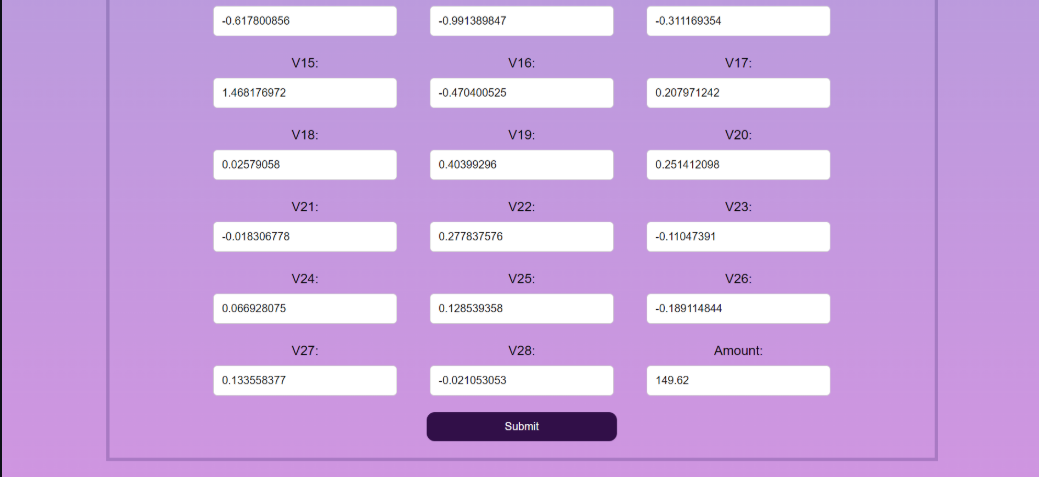 -0.617800856 -0.991389847 -0.311169354
V15: V16: V17:
1.468176972 -0.470400525 0.207971242
V18: V19: V20:
0.02579058 0.40399296 0.251412098
V21: V22: V23:
-0.018306778 0.277837576 -0.11047391
V24: V25: V26:
0.066928075 0.128539358 -0.189114844
V27: V28: Amount:
0.133558377 -0.021053053 149.62
Submit